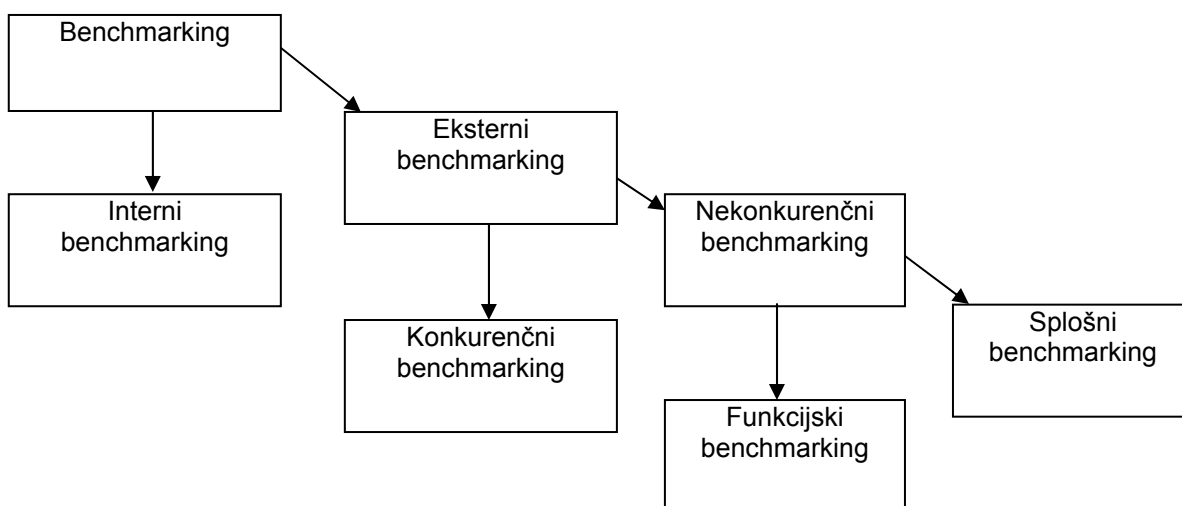 Benchmarking
Eksterni
benchmarking
Interni
benchmarking
Nekonkurenčni
benchmarking
Konkurenčni
benchmarking
Splošni
benchmarking
Funkcijski
benchmarking